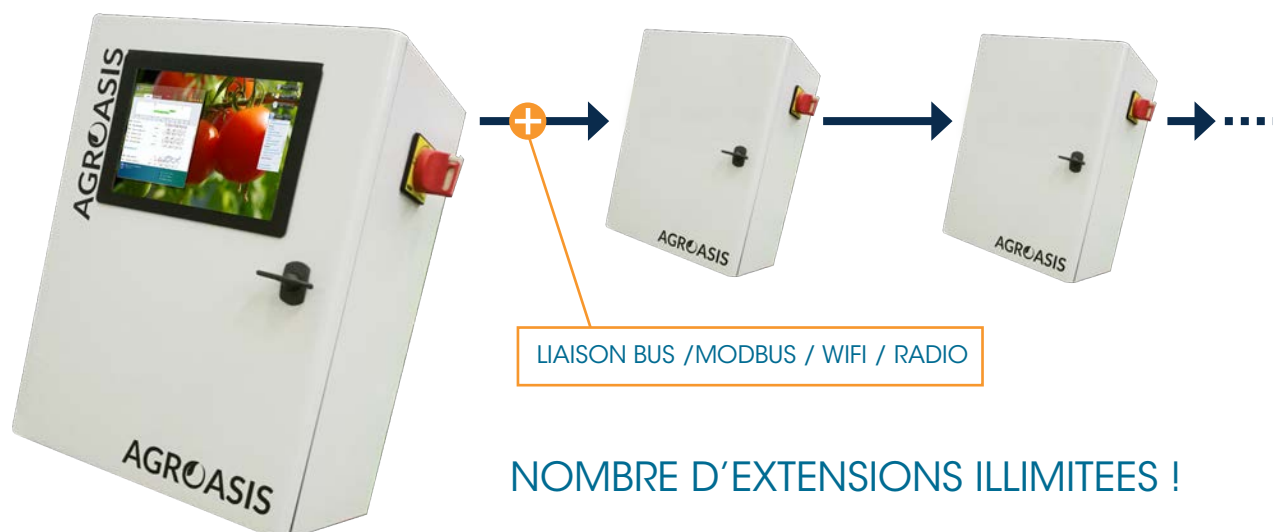 AGROASIS
AGROASIS
AGROASIS
AGROASIS
LIAISON BUS /MODBUS / WIFI / RADIO
NOMBRE D'EXTENSIONS ILLIMITEES !